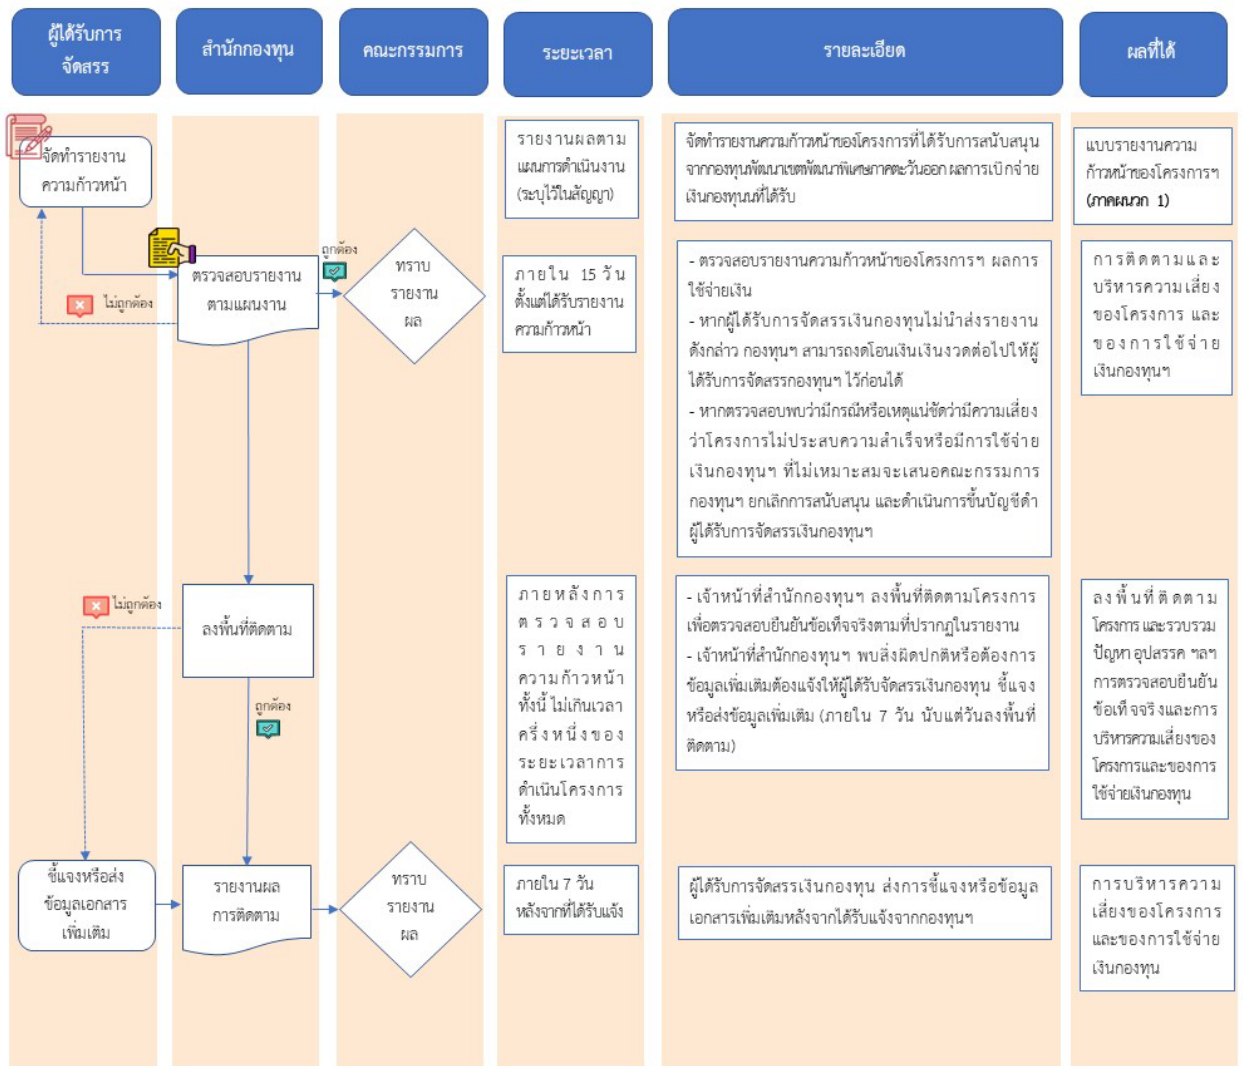 ผู้ได้รับการ
จัดสรร
สำนักกองทุน
คณะกรรมการ
ระยะเวลา
รายละเอียด
ผลที่ได้
จัดทำรายงาน
ความก้าวหน้า
รายงานผลตาม
แผนการดำเนินงาน
(ระบุไว้ในสัญญา)
จัดทำรายงานความก้าวหน้าของโครงการที่ได้รับการสนับสนุน
จากกองทุนพัฒนาเขตพัฒนาพิเศษภาคตะวันออก ผลการเบิกจ่าย
เงินกองทุนนที่ได้รับ
แบบรายงานความ
ก้าวหน้าของโครงการฯ
(ภาคผนวก 1)
ตรวจสอบรายงาน
ตามแผนงาน
ถูกต้อง
ไม่ถูกต้อง
ทราบ
รายงาน
ผล
ภายใน 15 วัน
ตั้งแต่ได้รับรายงาน
ความก้าวหน้า
- ตรวจสอบรายงานความก้าวหน้าของโครงการฯ ผลการ
ใช้จ่ายเงิน
- หากผู้ได้รับการจัดสรรเงินกองทุนไม่นำส่งรายงาน
ดังกล่าว กองทุนฯ สามารถงดโอนเงินเงินงวดต่อไปให้ผู้
ได้รับการจัดสรรกองทุนฯ ไว้ก่อนได้
- หากตรวจสอบพบว่ามีกรณีหรือเหตุแน่ชัดว่ามีความเสี่ยง
ว่าโครงการไม่ประสบความสำเร็จหรือมีการใช้จ่าย
เงินกองทุนฯ ที่ไม่เหมาะสมจะเสนอคณะกรรมการ
กองทุนฯ ยกเลิกการสนับสนุน และดำเนินการขึ้นบัญชีดำ
ผู้ได้รับการจัดสรรเงินกองทุนฯ
การติดตามและ
บริหารความเสี่ยง
ของโครงการ และ
ของการใช้จ่าย
เงินกองทุนฯ
ไม่ถูกต้อง
ลงพื้นที่ติดตาม
ถูกต้อง
ภายหลังการ
ตรวจสอบ
รายงาน
ความก้าวหน้า
ทั้งนี้ ไม่เกินเวลา
ครึ่งหนึ่งของ
ระยะเวลาการ
ดำเนินโครงการ
ทั้งหมด
- เจ้าหน้าที่สำนักกองทุนฯ ลงพื้นที่ติดตามโครงการ
เพื่อตรวจสอบยืนยันข้อเท็จจริงตามที่ปรากฏในรายงาน
- เจ้าหน้าที่สำนักกองทุนฯ พบสิ่งผิดปกติหรือต้องการ
ข้อมูลเพิ่มเติมต้องแจ้งให้ผู้ได้รับจัดสรรเงินกองทุน ชี้แจง
หรือส่งข้อมูลเพิ่มเติม (ภายใน 7 วัน นับแต่วันลงพื้นที่
ติดตาม)
ลงพื้นที่ติดตาม
โครงการ และรวบรวม
ปัญหา อุปสรรค ฯลฯ
การตรวจสอบยืนยัน
ข้อเท็จจริงและการ
บริหารความเสี่ยงของ
โครงการและของการ
ใช้จ่ายเงินกองทุน
ชี้แจงหรือส่ง
ข้อมูลเอกสาร
เพิ่มเติม
รายงานผล
การติดตาม
ทราบ
รายงาน
ผล
ภายใน 7 วัน
หลังจากที่ได้รับแจ้ง
ผู้ได้รับการจัดสรรเงินกองทุน ส่งการชี้แจงหรือข้อมูล
เอกสารเพิ่มเติมหลังจากได้รับแจ้งจากกองทุนฯ
การบริหารความ
เสี่ยงของโครงการ
และของการใช้จ่าย
เงินกองทุน